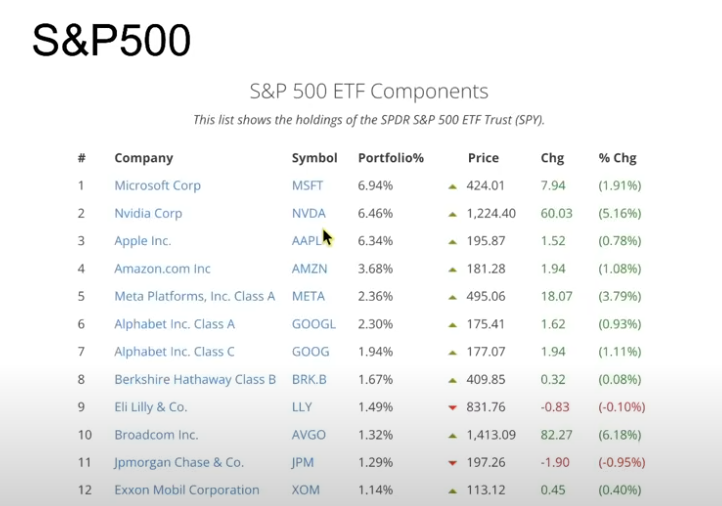 S&P500
S&P 500 ETF Components
This list shows the holdings of the SPDR S&P 500 ETF Trust (SPY).
# Company Symbol Portfolio% Price Chg % Chg
1 Microsoft Corp MSFT 6.94% 424.01 7.94 (1.91%)
2 Nvidia Corp NVDA 6.46% 1,224.40 60.03 (5.16%)
3 Apple Inc. AAPL 6.34% 195.87 1.52 (0.78%)
4 Amazon.com Inc AMZN 3.68% 181.28 1.94 (1.08%)
5 Meta Platforms, Inc. Class A META 2.36% 495.06 18.07 (3.79%)
6 Alphabet Inc. Class A GOOGL 2.30% 175.41 1.62 (0.93%)
7 Alphabet Inc. Class C GOOG 1.94% 177.07 1.94 (1.11%)
8 Berkshire Hathaway Class B BRK.B 1.67% 409.85 0.32 (0.08%)
9 Eli Lilly & Co. LLY 1.49% 831.76 -0.83 (-0.10%)
10 Broadcom Inc. AVGO 1.32% 1,413.09 82.27 (6.18%)
11 Jpmorgan Chase & Co. JPM 1.29% 197.26 -1.90 (-0.95%)
12 Exxon Mobil Corporation XOM 1.14% 113.12 0.45 (0.40%)